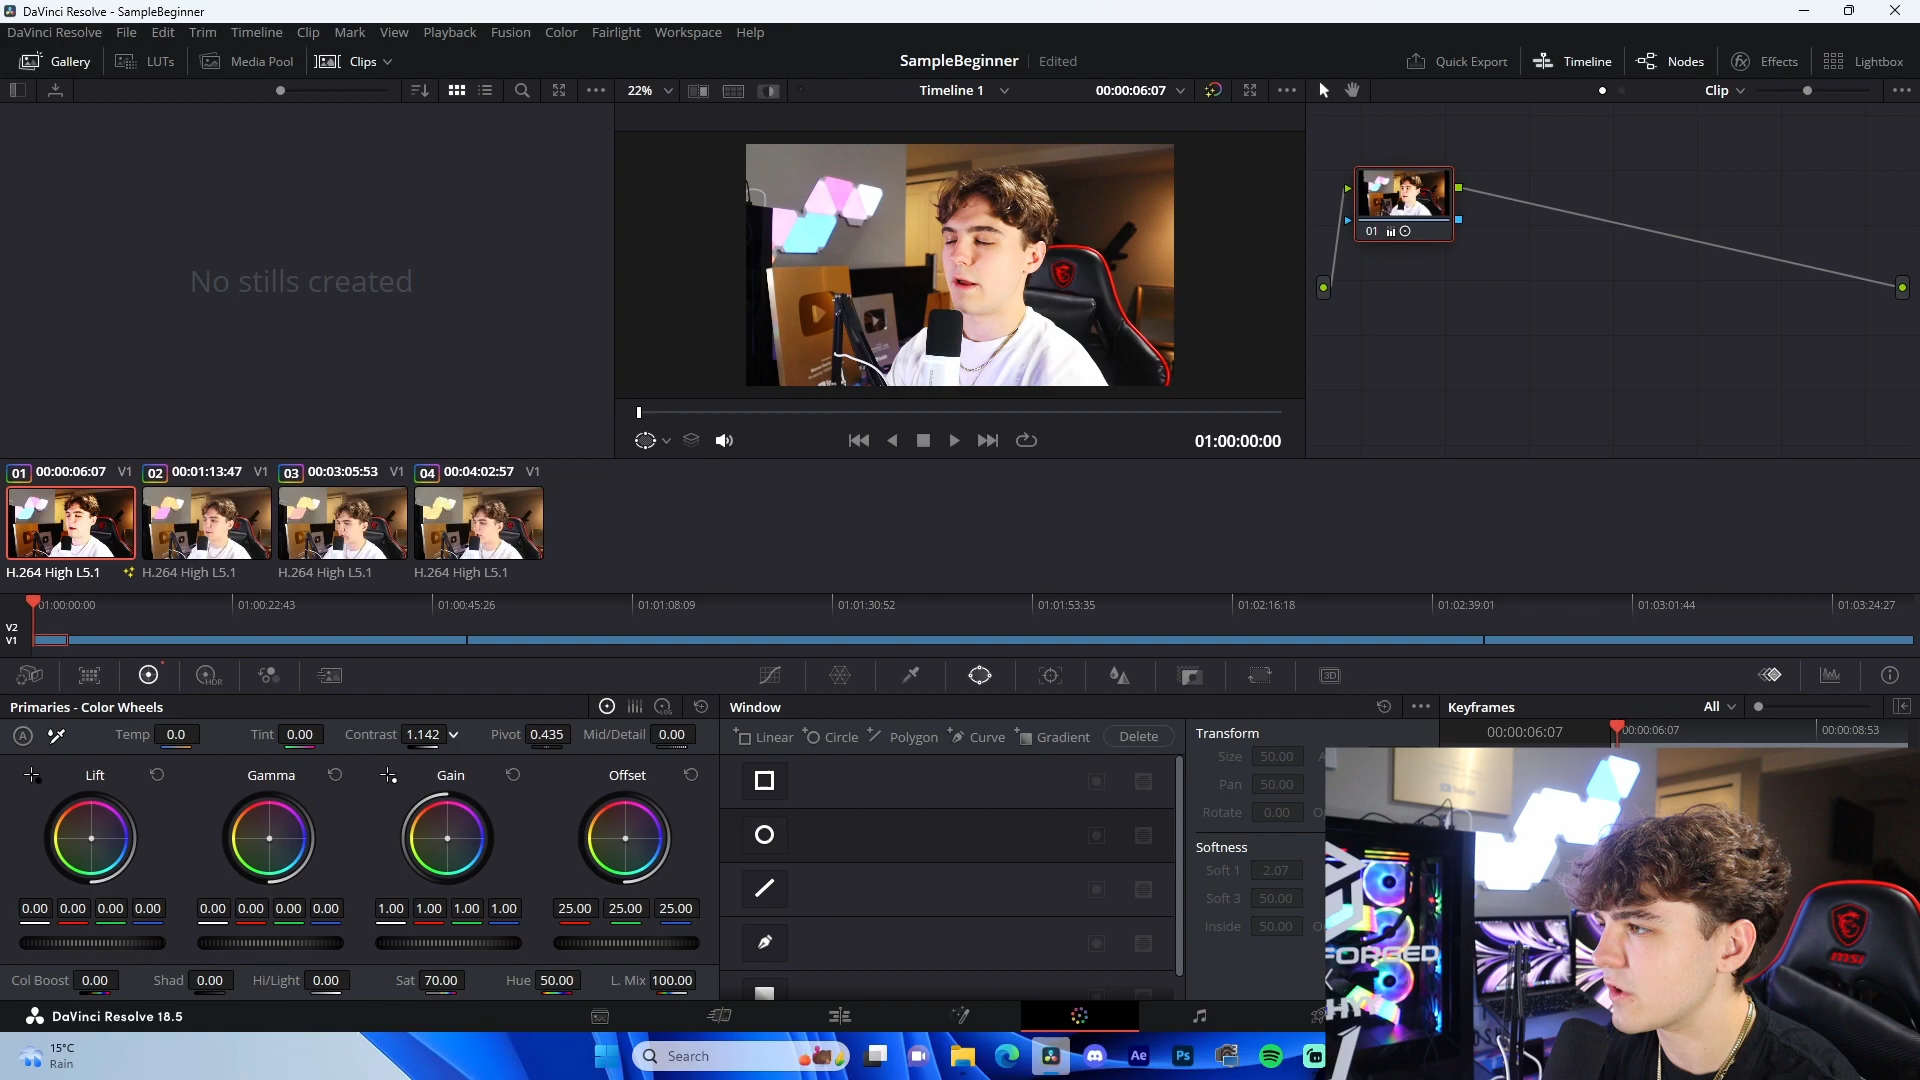 DaVinci Resolve - SampleBeginner
DaVinci Resolve File Edit Trim Timeline Clip Mark View Playback Fusion Color Fairlight Workspace Help
Gallery LUTs Media Pool Clips SampleBeginner Edited Quick Export Timeline Nodes Effects Lightbox
22% Timeline 1 00:00:06:07 Clip
No stills created
01
01:00:00:00
01 00:00:06:07 V1 02 00:01:13:47 V1 03 00:03:05:53 V1 04 00:04:02:57 V1
H.264 High L5.1 H.264 High L5.1 H.264 High L5.1 H.264 High L5.1
01:00:00:00 01:00:22:43 01:00:45:26 01:01:08:09 01:01:30:52 01:01:53:35 01:02:16:18 01:02:39:01 01:03:01:44 01:03:24:27
V2
V1
HDR 3D
Primaries - Color Wheels LOG Window Keyframes All
A Temp 0.0 Tint 0.00 Contrast 1.142 Pivot 0.435 Mid/Detail 0.00 Linear Circle Polygon Curve Gradient Delete Transform 00:00:06:07 00:00:06:07 00:00:08:53
Size 50.00 A
Lift Gamma Gain Offset
Pan 50.00
Rotate 0.00 O
Softness
Soft 1 2.07
Soft 3 50.00
0.00 0.00 0.00 0.00 0.00 0.00 0.00 0.00 1.00 1.00 1.00 1.00 25.00 25.00 25.00
Inside 50.00 O
FORGED
msi
Col Boost 0.00 Shad 0.00 Hi/Light 0.00 Sat 70.00 Hue 50.00 L. Mix 100.00
DaVinci Resolve 18.5
15°C
Rain
Search
Ae Ps